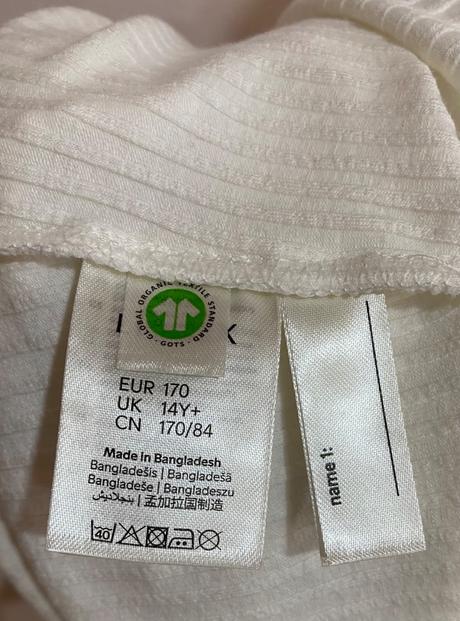 GLOBAL ORGANIC TEXTILE STANDARD
· GOTS ·
K
EUR 170
UK 14Y+
CN 170/84
Made in Bangladesh
Bangladešis | Bangladešā
Bangladeše | Bangladeszu
بنجلاديش | 孟加拉国制造
40
name 1: